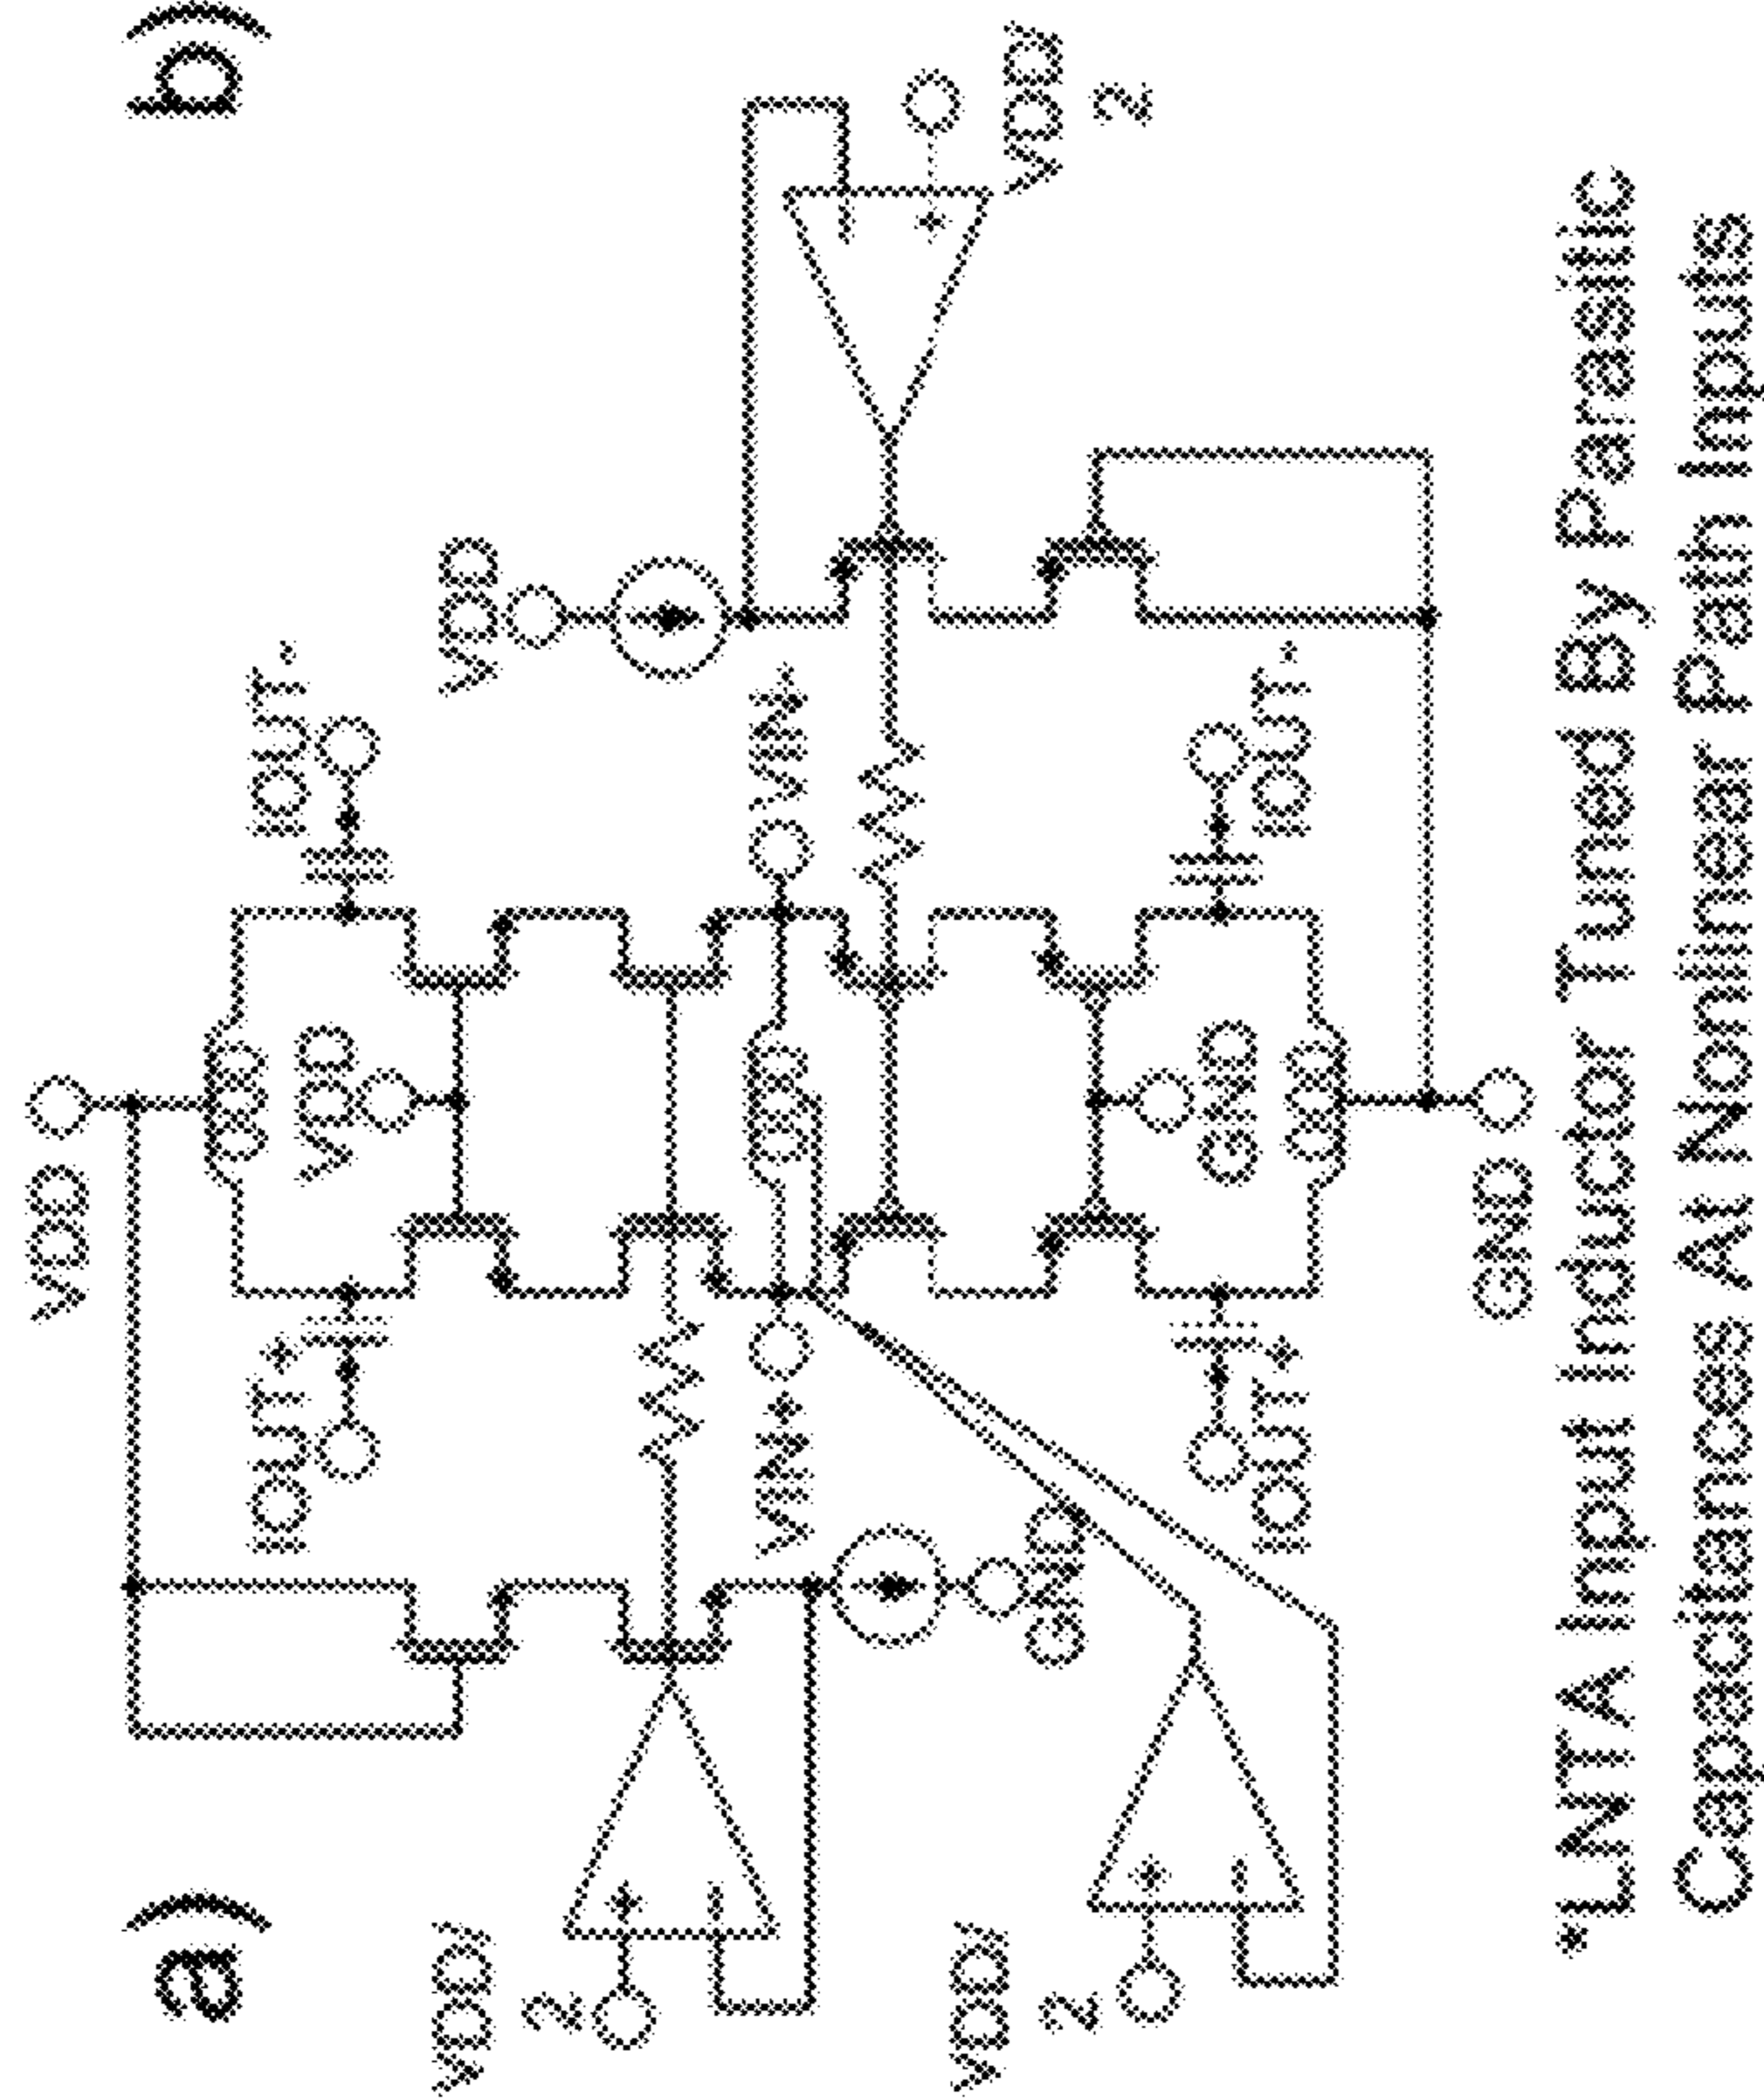 VDD
a)
b)
IOUT+
IOUT-
VDD
VDD/
2
VDD
VIN+
VIN-
VDD/
2
GND
VDD/
2
GND
IOUT+
IOUT-
GND
*LNTA Input Inductor Tuned By Parasitic
Capacitances At Nonlinear Path Inputs